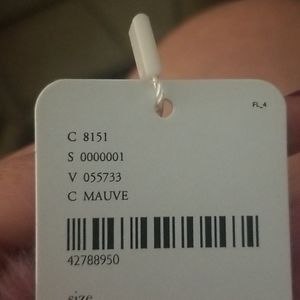 FL_4
C 8151
S 0000001
V 055733
C MAUVE
42788950
size